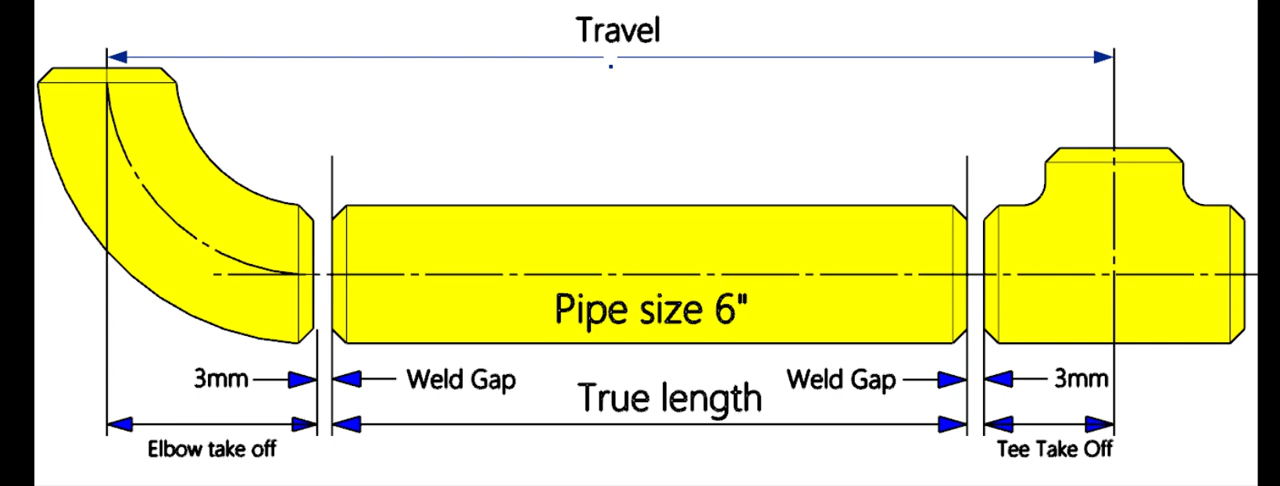 Travel
Pipe size 6"
3mm
Weld Gap
Weld Gap
3mm
True length
Elbow take off
Tee Take Off